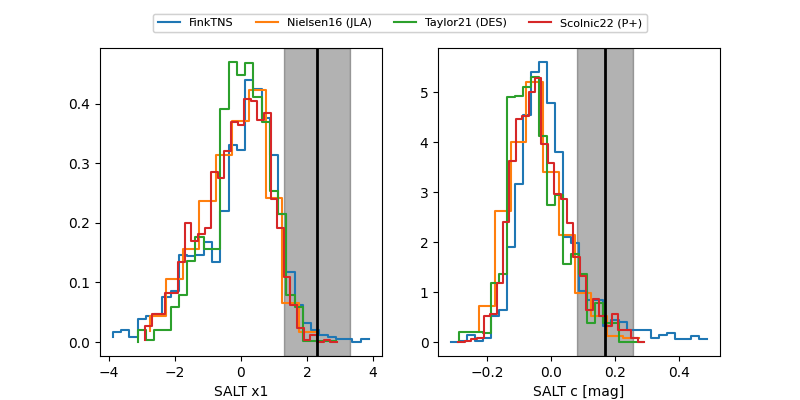 FinkTNS Nielsen16 (JLA) Taylor21 (DES) Scolnic22 (P+)
0.4
0.3
0.2
0.1
0.0
−4 −2 0 2 4
SALT x1
5
4
3
2
1
0
−0.2 0.0 0.2 0.4
SALT c [mag]